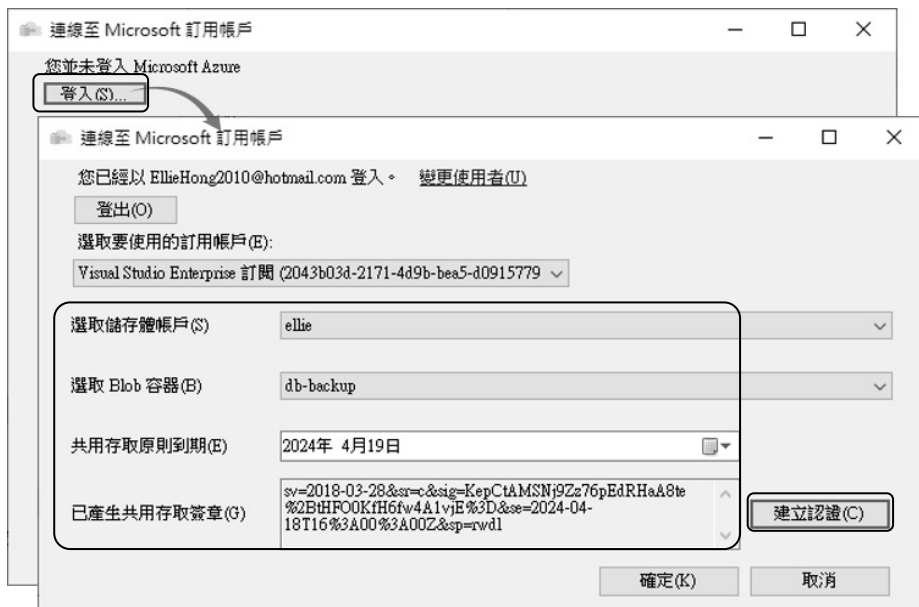 連線至 Microsoft 訂用帳戶
您並未登入 Microsoft Azure
登入(S)...
連線至 Microsoft 訂用帳戶
您已經以 EllieHong2010@hotmail.com 登入。 變更使用者(U)
登出(O)
選取要使用的訂用帳戶(E):
Visual Studio Enterprise 訂閱 (2043b03d-2171-4d9b-bea5-d0915779
選取儲存體帳戶(S) ellie
選取 Blob 容器(B) db-backup
共用存取原則到期(E) 2024年 4月19日
已產生共用存取簽章(G)
sv=2018-03-28&sr=c&sig=KepCtAMSNj9Zz76pEdRHaA8te
%2BtHFO0KfH6fw4A1vjE%3D&se=2024-04-
18T16%3A00%3A00Z&sp=rwdl
建立認證(C)
確定(K) 取消